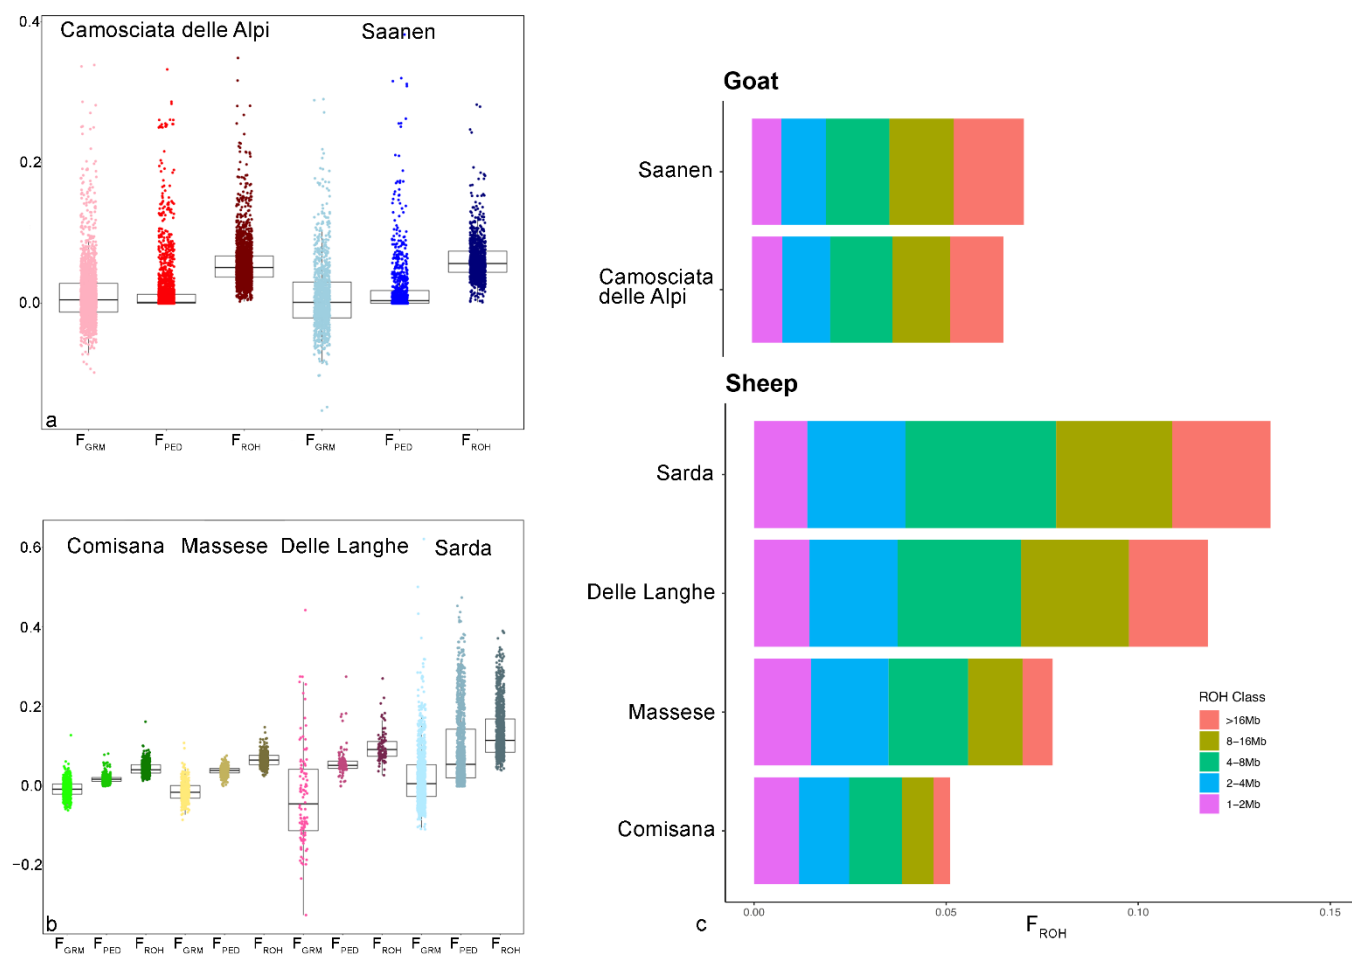 Camosciata delle Alpi Saanen
0.4
0.2
0.0
a
FGRM FPED FROH FGRM FPED FROH
Comisana Massese Delle Langhe Sarda
0.6
0.4
0.2
0.0
−0.2
b
FGRM FPED FROH FGRM FPED FROH FGRM FPED FROH FGRM FPED FROH
Goat
Saanen
Camosciata
delle Alpi
Sheep
Sarda
Delle Langhe
Massese
Comisana
ROH Class
>16Mb
8−16Mb
4−8Mb
2−4Mb
1−2Mb
0.00 0.05 0.10 0.15
c
FROH